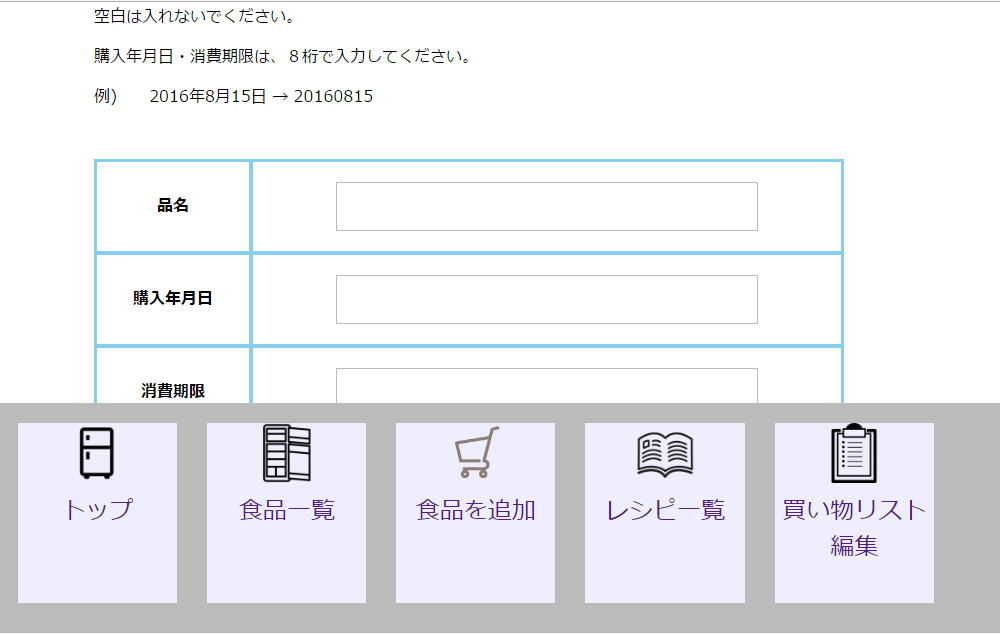 空白は入れないでください。
購入年月日・消費期限は、８桁で入力してください。
例)　　2016年8月15日 → 20160815
品名
購入年月日
消費期限
トップ
食品一覧
食品を追加
レシピ一覧
買い物リスト
編集